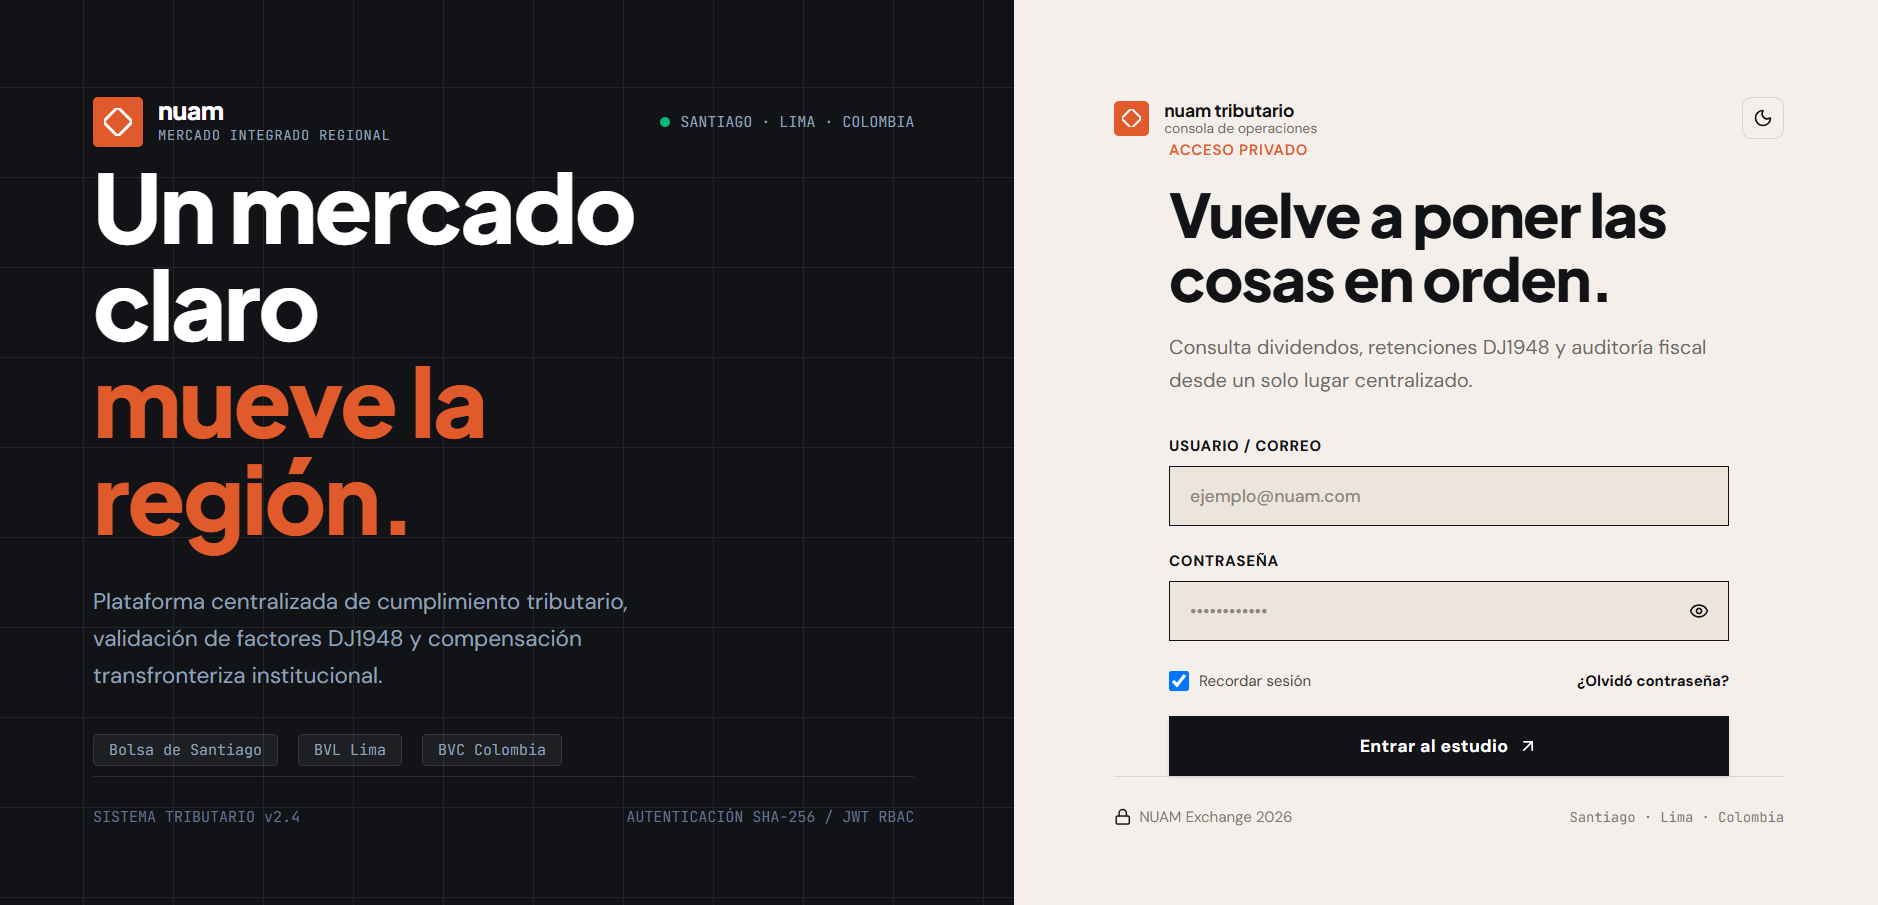 nuam
MERCADO INTEGRADO REGIONAL
SANTIAGO · LIMA · COLOMBIA
Un mercado
claro
mueve la
región.
Plataforma centralizada de cumplimiento tributario,
validación de factores DJ1948 y compensación
transfronteriza institucional.
Bolsa de Santiago
BVL Lima
BVC Colombia
SISTEMA TRIBUTARIO v2.4
AUTENTICACIÓN SHA-256 / JWT RBAC
nuam tributario
consola de operaciones
ACCESO PRIVADO
Vuelve a poner las
cosas en orden.
Consulta dividendos, retenciones DJ1948 y auditoría fiscal
desde un solo lugar centralizado.
USUARIO / CORREO
ejemplo@nuam.com
CONTRASEÑA
••••••••••••
Recordar sesión
¿Olvidó contraseña?
Entrar al estudio
NUAM Exchange 2026
Santiago · Lima · Colombia